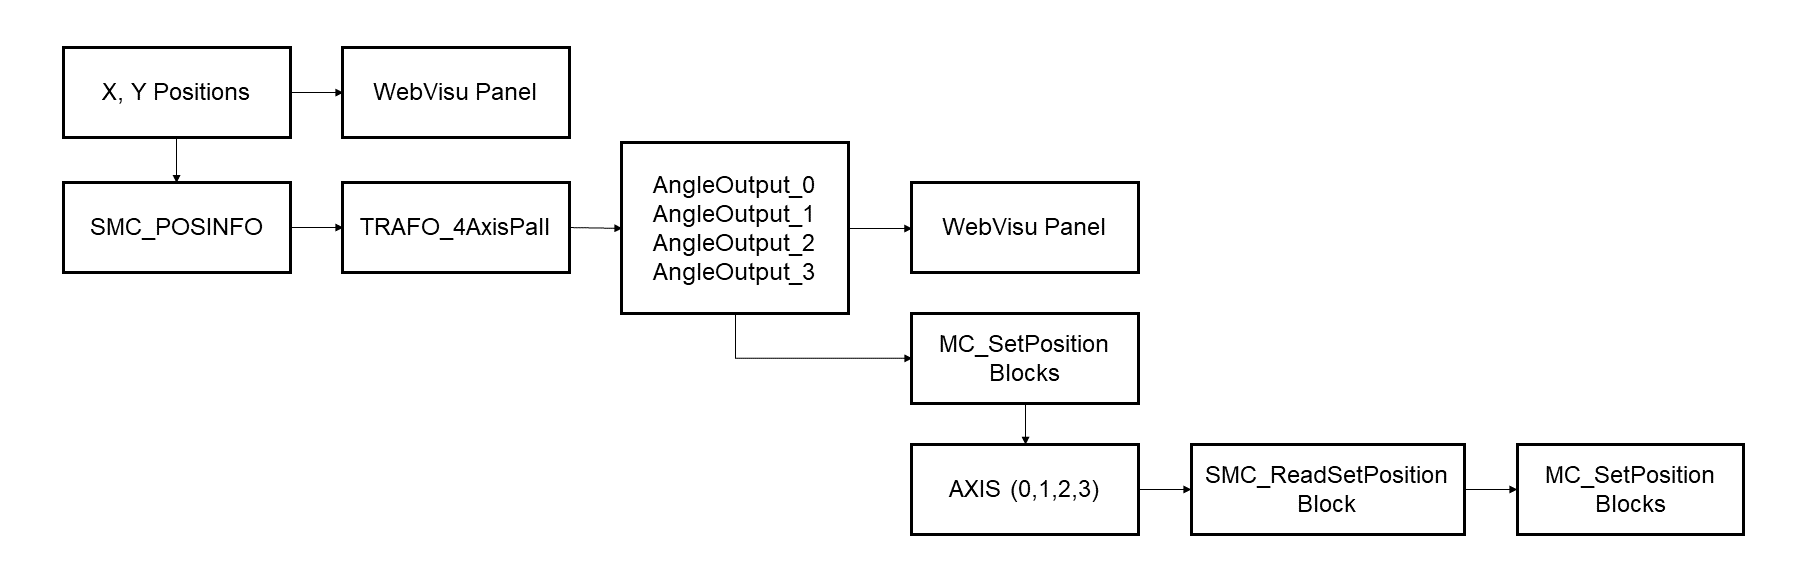 X, Y Positions
WebVisu Panel
SMC_POSINFO
TRAFO_4AxisPall
AngleOutput_0
AngleOutput_1
AngleOutput_2
AngleOutput_3
WebVisu Panel
MC_SetPosition
Blocks
AXIS (0,1,2,3)
SMC_ReadSetPosition
Block
MC_SetPosition
Blocks